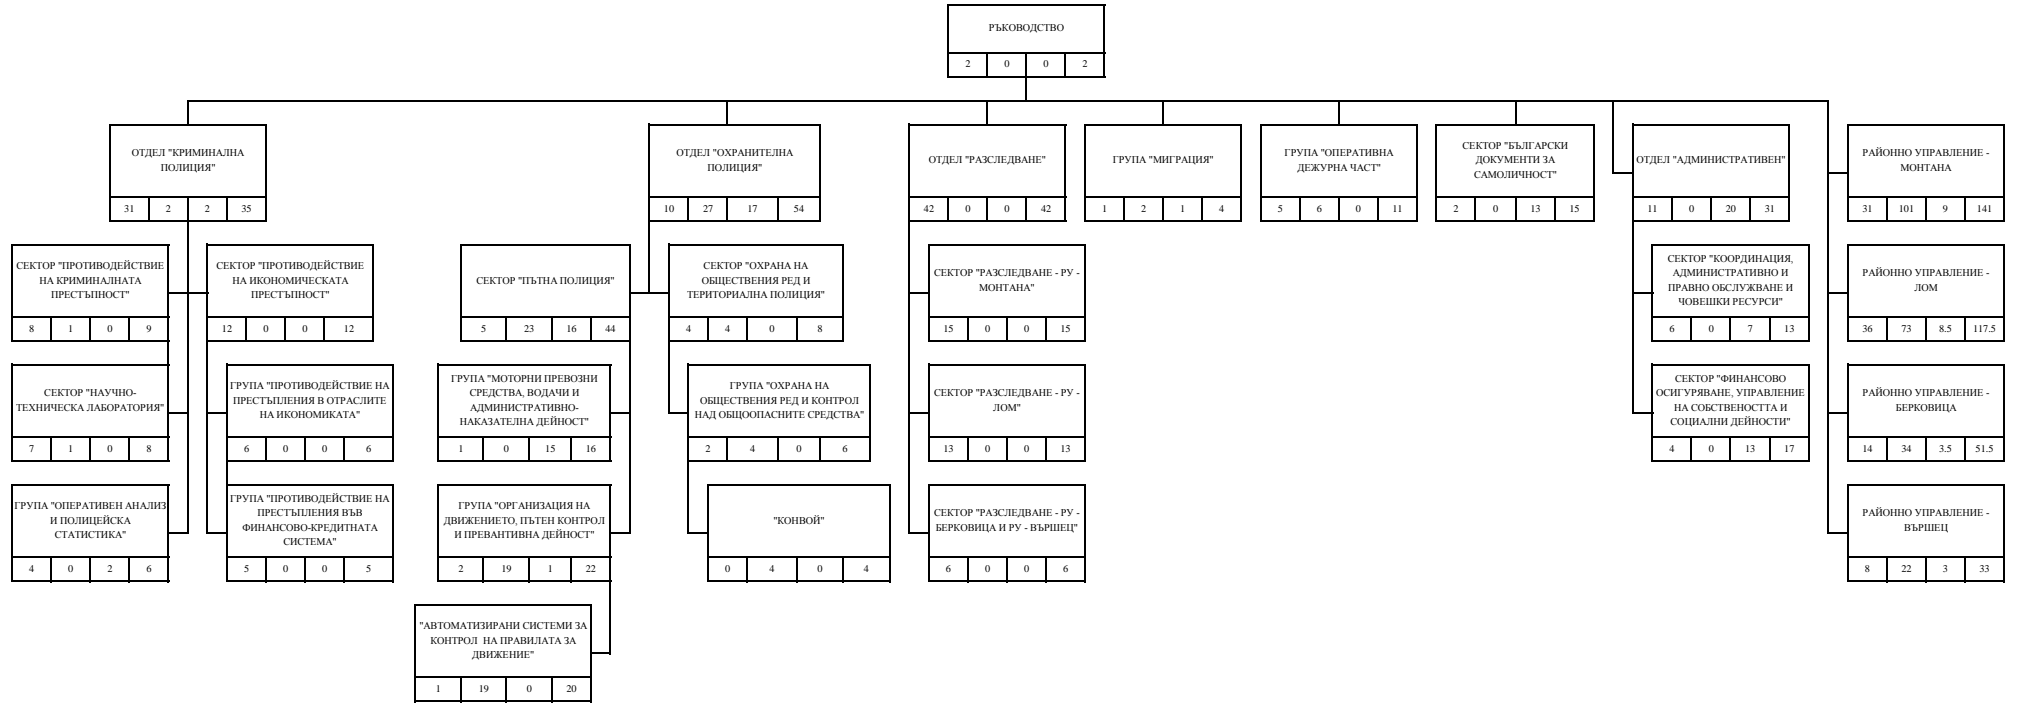 РЪКОВОДСТВО
2 0 0 2
ОТДЕЛ "КРИМИНАЛНА
ПОЛИЦИЯ"
31 2 2 35
ОТДЕЛ "ОХРАНИТЕЛНА
ПОЛИЦИЯ"
10 27 17 54
ОТДЕЛ "РАЗСЛЕДВАНЕ"
42 0 0 42
ГРУПА "МИГРАЦИЯ"
1 2 1 4
ГРУПА "ОПЕРАТИВНА
ДЕЖУРНА ЧАСТ"
5 6 0 11
СЕКТОР "БЪЛГАРСКИ
ДОКУМЕНТИ ЗА
САМОЛИЧНОСТ"
2 0 13 15
ОТДЕЛ "АДМИНИСТРАТИВЕН"
11 0 20 31
РАЙОННО УПРАВЛЕНИЕ -
МОНТАНА
31 101 9 141
СЕКТОР "ПРОТИВОДЕЙСТВИЕ
НА КРИМИНАЛНАТА
ПРЕСТЪПНОСТ"
8 1 0 9
СЕКТОР "ПРОТИВОДЕЙСТВИЕ
НА ИКОНОМИЧЕСКАТА
ПРЕСТЪПНОСТ"
12 0 0 12
СЕКТОР "ПЪТНА ПОЛИЦИЯ"
5 23 16 44
СЕКТОР "ОХРАНА НА
ОБЩЕСТВЕНИЯ РЕД И
ТЕРИТОРИАЛНА ПОЛИЦИЯ"
4 4 0 8
СЕКТОР "РАЗСЛЕДВАНЕ - РУ -
МОНТАНА"
15 0 0 15
СЕКТОР "КООРДИНАЦИЯ,
АДМИНИСТРАТИВНО И
ПРАВНО ОБСЛУЖВАНЕ И
ЧОВЕШКИ РЕСУРСИ"
6 0 7 13
РАЙОННО УПРАВЛЕНИЕ -
ЛОМ
36 73 8.5 117.5
СЕКТОР "НАУЧНО-
ТЕХНИЧЕСКА ЛАБОРАТОРИЯ"
7 1 0 8
ГРУПА "ПРОТИВОДЕЙСТВИЕ НА
ПРЕСТЪПЛЕНИЯ В ОТРАСЛИТЕ
НА ИКОНОМИКАТА"
6 0 0 6
ГРУПА "МОТОРНИ ПРЕВОЗНИ
СРЕДСТВА, ВОДАЧИ И
АДМИНИСТРАТИВНО-
НАКАЗАТЕЛНА ДЕЙНОСТ"
1 0 15 16
ГРУПА "ОХРАНА НА
ОБЩЕСТВЕНИЯ РЕД И КОНТРОЛ
НАД ОБЩООПАСНИТЕ СРЕДСТВА"
2 4 0 6
СЕКТОР "РАЗСЛЕДВАНЕ - РУ -
ЛОМ"
13 0 0 13
СЕКТОР "ФИНАНСОВО
ОСИГУРЯВАНЕ, УПРАВЛЕНИЕ
НА СОБСТВЕНОСТТА И
СОЦИАЛНИ ДЕЙНОСТИ"
4 0 13 17
РАЙОННО УПРАВЛЕНИЕ -
БЕРКОВИЦА
14 34 3.5 51.5
ГРУПА "ОПЕРАТИВЕН АНАЛИЗ
И ПОЛИЦЕЙСКА
СТАТИСТИКА"
4 0 2 6
ГРУПА "ПРОТИВОДЕЙСТВИЕ НА
ПРЕСТЪПЛЕНИЯ ВЪВ
ФИНАНСОВО-КРЕДИТНАТА
СИСТЕМА"
5 0 0 5
ГРУПА "ОРГАНИЗАЦИЯ НА
ДВИЖЕНИЕТО, ПЪТЕН КОНТРОЛ
И ПРЕВАНТИВНА ДЕЙНОСТ"
2 19 1 22
"КОНВОЙ"
0 4 0 4
СЕКТОР "РАЗСЛЕДВАНЕ - РУ -
БЕРКОВИЦА И РУ - ВЪРШЕЦ"
6 0 0 6
РАЙОННО УПРАВЛЕНИЕ -
ВЪРШЕЦ
8 22 3 33
"АВТОМАТИЗИРАНИ СИСТЕМИ ЗА
КОНТРОЛ НА ПРАВИЛАТА ЗА
ДВИЖЕНИЕ"
1 19 0 20